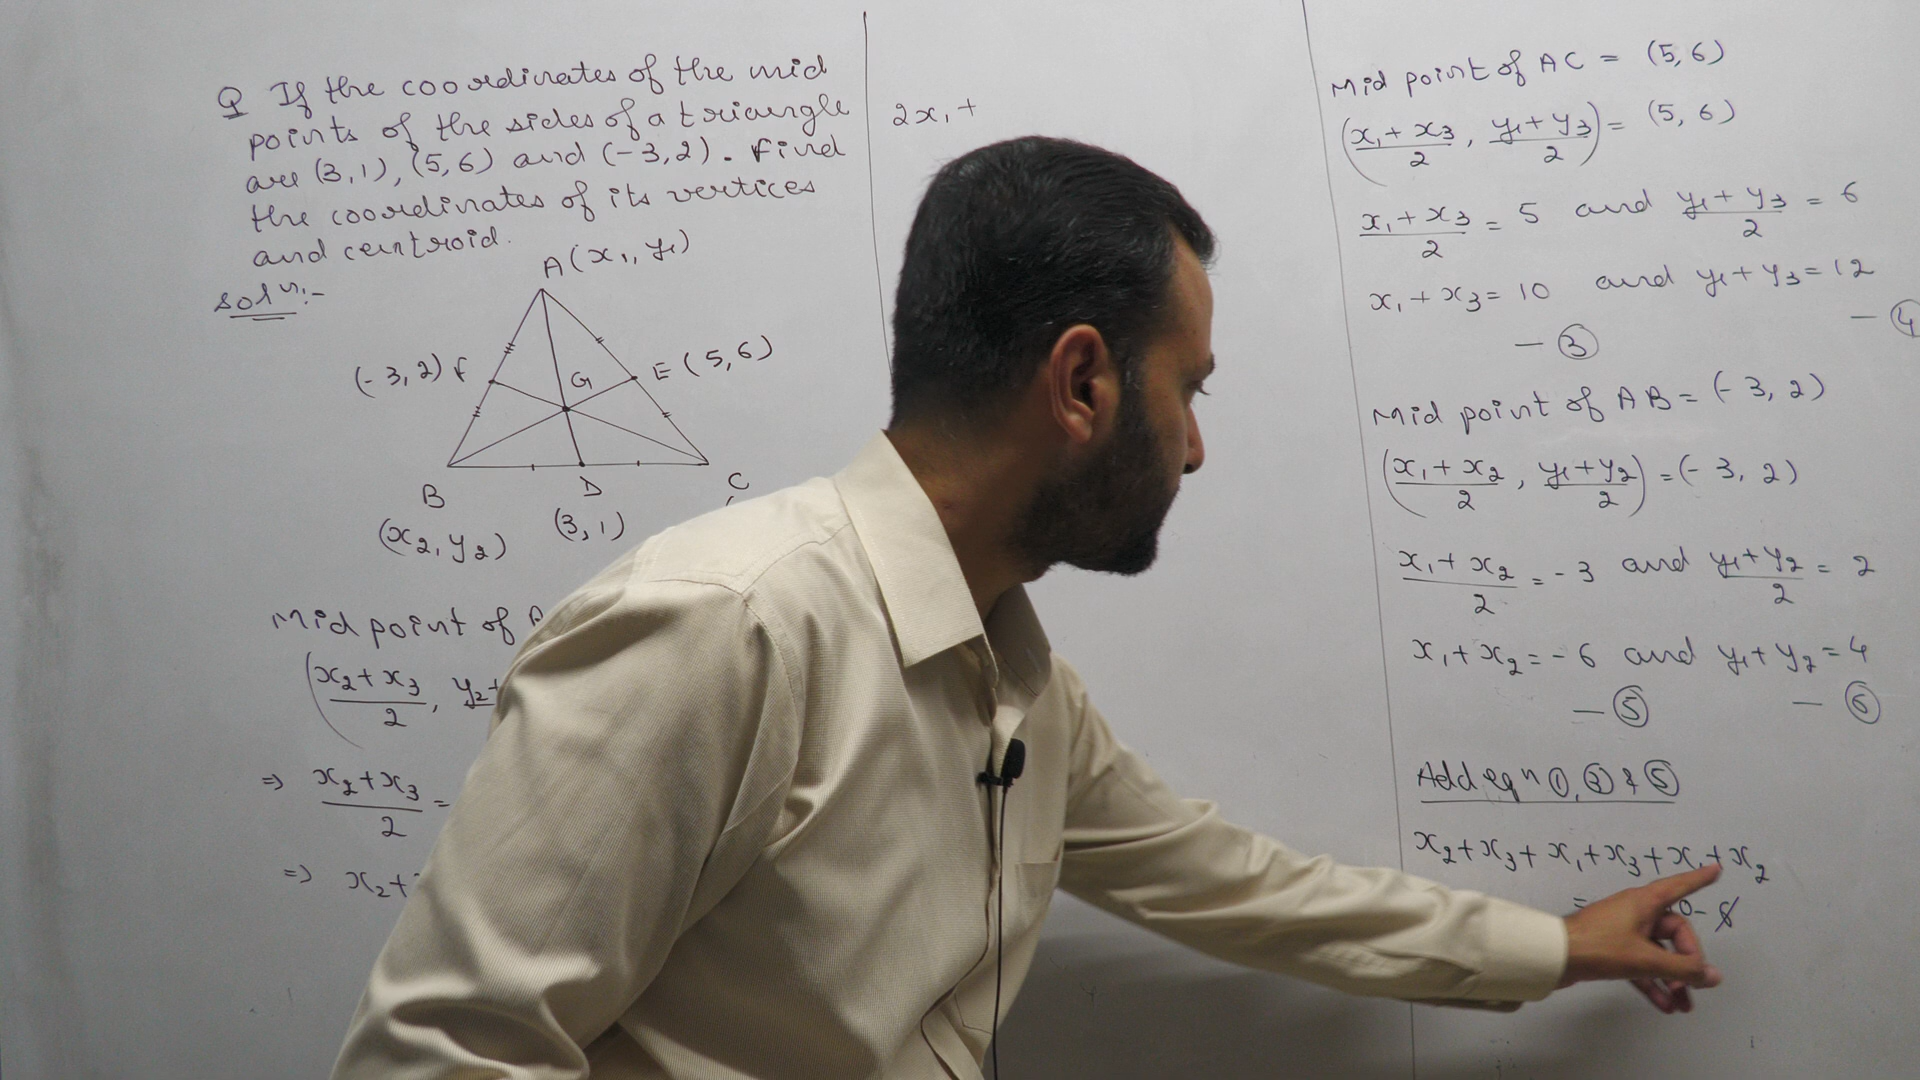 Q If the coordinates of the mid
points of the sides of a triangle
are (3,1), (5,6) and (-3,2). Find
the coordinates of its vertices
and centroid.
Soln:-
A(x₁, y₁)
(-3,2) F
G
E (5,6)
B
D
C
(x₂, y₂)
(3,1)
Mid point of
(x₂+x₃/2, y₂+
⇒ x₂+x₃/2 =
⇒ x₂+
2x₁+
Mid point of AC = (5,6)
(x₁+x₃/2, y₁+y₃/2) = (5,6)
x₁+x₃/2 = 5 and y₁+y₃/2 = 6
x₁+x₃=10 and y₁+y₃=12
—③ —④
Mid point of AB=(-3,2)
(x₁+x₂/2, y₁+y₂/2)=(-3,2)
x₁+x₂/2 = -3 and y₁+y₂/2 = 2
x₁+x₂=-6 and y₁+y₂=4
—⑤ —⑥
Add eqn ①,③ & ⑤
x₂+x₃+x₁+x₃+x₁+x₂
=